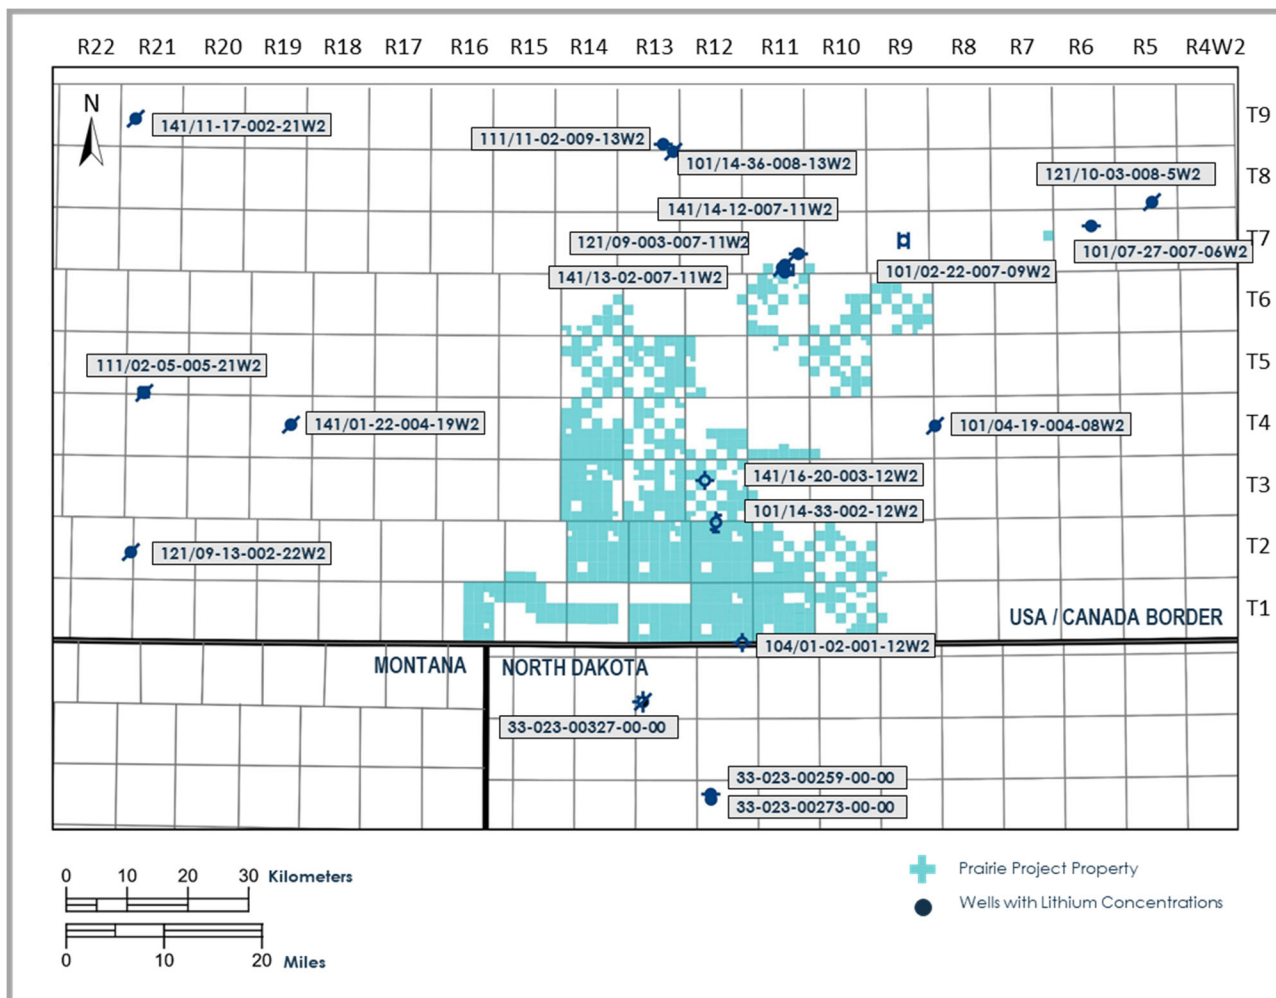 R22 R21 R20 R19 R18 R17 R16 R15 R14 R13 R12 R11 R10 R9 R8 R7 R6 R5 R4W2
N
T9
141/11-17-002-21W2
111/11-02-009-13W2
101/14-36-008-13W2
121/10-03-008-5W2
T8
141/14-12-007-11W2
121/09-003-007-11W2
T7
101/07-27-007-06W2
141/13-02-007-11W2
101/02-22-007-09W2
T6
111/02-05-005-21W2
T5
141/01-22-004-19W2
101/04-19-004-08W2
T4
141/16-20-003-12W2
T3
101/14-33-002-12W2
121/09-13-002-22W2
T2
T1
USA / CANADA BORDER
104/01-02-001-12W2
MONTANA
NORTH DAKOTA
33-023-00327-00-00
33-023-00259-00-00
33-023-00273-00-00
0 10 20 30 Kilometers
0 10 20 Miles
Prairie Project Property
Wells with Lithium Concentrations